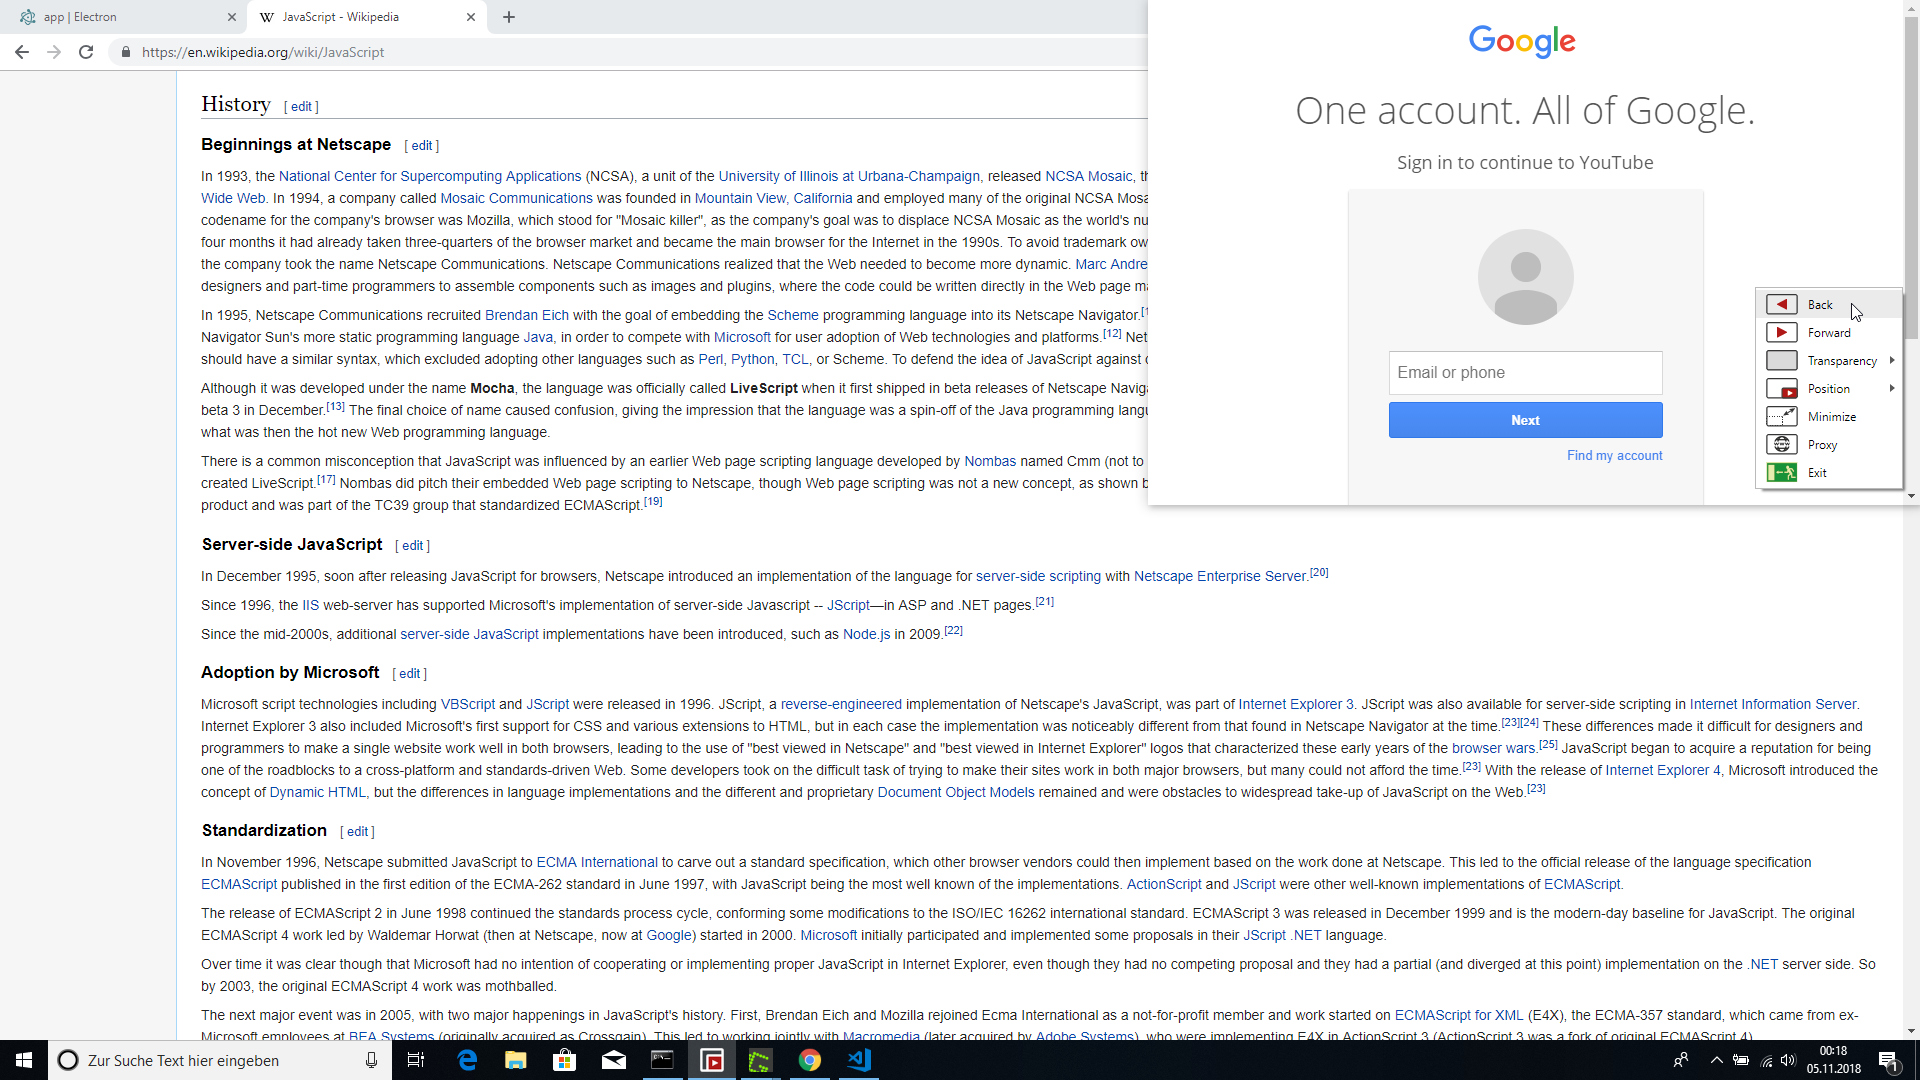 app | Electron
JavaScript - Wikipedia
https://en.wikipedia.org/wiki/JavaScript
History [ edit ]
Beginnings at Netscape [ edit ]
In 1993, the National Center for Supercomputing Applications (NCSA), a unit of the University of Illinois at Urbana-Champaign, released NCSA Mosaic, th
Wide Web. In 1994, a company called Mosaic Communications was founded in Mountain View, California and employed many of the original NCSA Mosa
codename for the company's browser was Mozilla, which stood for "Mosaic killer", as the company's goal was to displace NCSA Mosaic as the world's nu
four months it had already taken three-quarters of the browser market and became the main browser for the Internet in the 1990s. To avoid trademark ow
the company took the name Netscape Communications. Netscape Communications realized that the Web needed to become more dynamic. Marc Andre
designers and part-time programmers to assemble components such as images and plugins, where the code could be written directly in the Web page m
In 1995, Netscape Communications recruited Brendan Eich with the goal of embedding the Scheme programming language into its Netscape Navigator.[1
Navigator Sun's more static programming language Java, in order to compete with Microsoft for user adoption of Web technologies and platforms.[12] Net
should have a similar syntax, which excluded adopting other languages such as Perl, Python, TCL, or Scheme. To defend the idea of JavaScript against
Although it was developed under the name Mocha, the language was officially called LiveScript when it first shipped in beta releases of Netscape Naviga
beta 3 in December.[13] The final choice of name caused confusion, giving the impression that the language was a spin-off of the Java programming langu
what was then the hot new Web programming language.
There is a common misconception that JavaScript was influenced by an earlier Web page scripting language developed by Nombas named Cmm (not to
created LiveScript.[17] Nombas did pitch their embedded Web page scripting to Netscape, though Web page scripting was not a new concept, as shown b
product and was part of the TC39 group that standardized ECMAScript.[19]
Google
One account. All of Google.
Sign in to continue to YouTube
Email or phone
Next
Find my account
Back
Forward
Transparency
Position
Minimize
Proxy
Exit
Server-side JavaScript [ edit ]
In December 1995, soon after releasing JavaScript for browsers, Netscape introduced an implementation of the language for server-side scripting with Netscape Enterprise Server.[20]
Since 1996, the IIS web-server has supported Microsoft's implementation of server-side Javascript -- JScript—in ASP and .NET pages.[21]
Since the mid-2000s, additional server-side JavaScript implementations have been introduced, such as Node.js in 2009.[22]
Adoption by Microsoft [ edit ]
Microsoft script technologies including VBScript and JScript were released in 1996. JScript, a reverse-engineered implementation of Netscape's JavaScript, was part of Internet Explorer 3. JScript was also available for server-side scripting in Internet Information Server.
Internet Explorer 3 also included Microsoft's first support for CSS and various extensions to HTML, but in each case the implementation was noticeably different from that found in Netscape Navigator at the time.[23][24] These differences made it difficult for designers and
programmers to make a single website work well in both browsers, leading to the use of "best viewed in Netscape" and "best viewed in Internet Explorer" logos that characterized these early years of the browser wars.[25] JavaScript began to acquire a reputation for being
one of the roadblocks to a cross-platform and standards-driven Web. Some developers took on the difficult task of trying to make their sites work in both major browsers, but many could not afford the time.[23] With the release of Internet Explorer 4, Microsoft introduced the
concept of Dynamic HTML, but the differences in language implementations and the different and proprietary Document Object Models remained and were obstacles to widespread take-up of JavaScript on the Web.[23]
Standardization [ edit ]
In November 1996, Netscape submitted JavaScript to ECMA International to carve out a standard specification, which other browser vendors could then implement based on the work done at Netscape. This led to the official release of the language specification
ECMAScript published in the first edition of the ECMA-262 standard in June 1997, with JavaScript being the most well known of the implementations. ActionScript and JScript were other well-known implementations of ECMAScript.
The release of ECMAScript 2 in June 1998 continued the standards process cycle, conforming some modifications to the ISO/IEC 16262 international standard. ECMAScript 3 was released in December 1999 and is the modern-day baseline for JavaScript. The original
ECMAScript 4 work led by Waldemar Horwat (then at Netscape, now at Google) started in 2000. Microsoft initially participated and implemented some proposals in their JScript .NET language.
Over time it was clear though that Microsoft had no intention of cooperating or implementing proper JavaScript in Internet Explorer, even though they had no competing proposal and they had a partial (and diverged at this point) implementation on the .NET server side. So
by 2003, the original ECMAScript 4 work was mothballed.
The next major event was in 2005, with two major happenings in JavaScript's history. First, Brendan Eich and Mozilla rejoined Ecma International as a not-for-profit member and work started on ECMAScript for XML (E4X), the ECMA-357 standard, which came from ex-
Microsoft employees at BEA Systems (originally acquired as Crossgain). This led to working jointly with Macromedia (later acquired by Adobe Systems), who were implementing E4X in ActionScript 3 (ActionScript 3 was a fork of original ECMAScript 4)
Zur Suche Text hier eingeben
00:18
05.11.2018
1